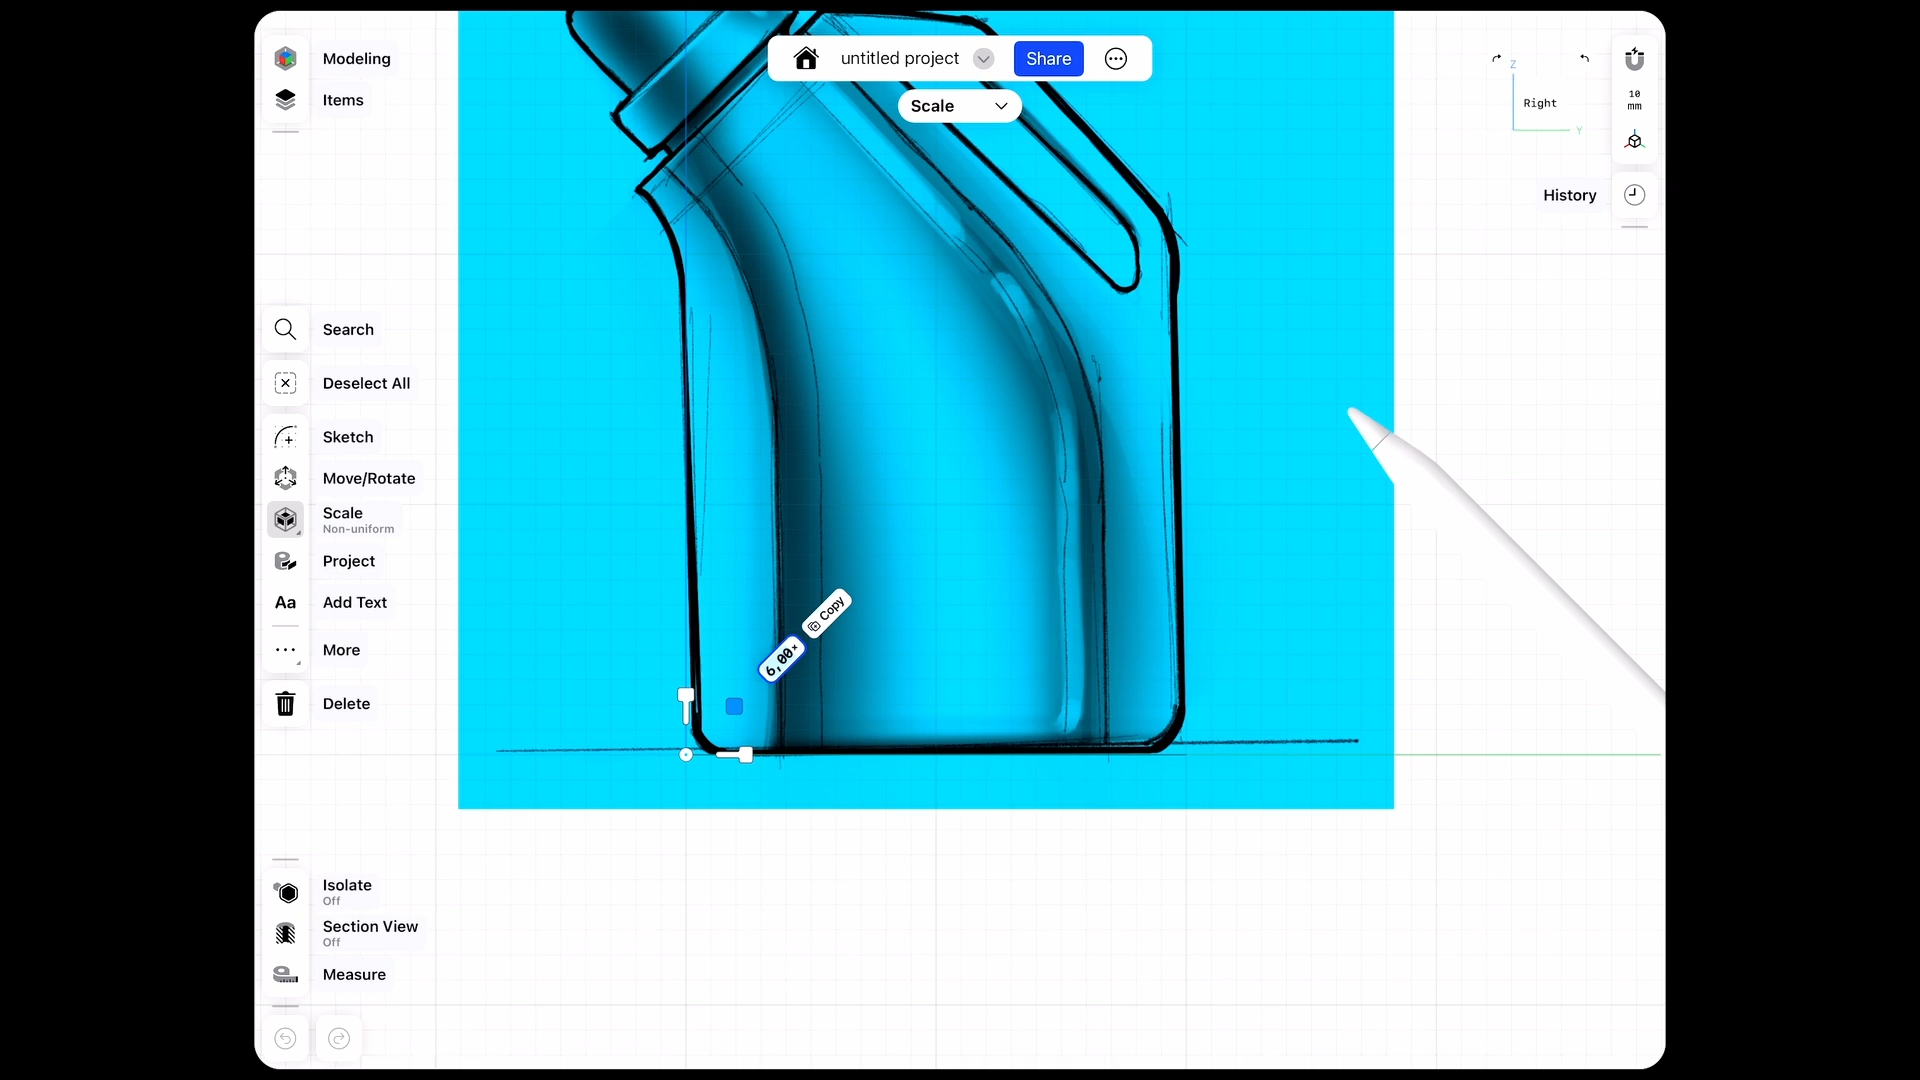 Modeling
Items
untitled project
Share
Scale
Z
Right
Y
10
mm
History
Search
Deselect All
Sketch
Move/Rotate
Scale
Non-uniform
Project
Aa
Add Text
More
Delete
Copy
6,00×
Isolate
Off
Section View
Off
Measure